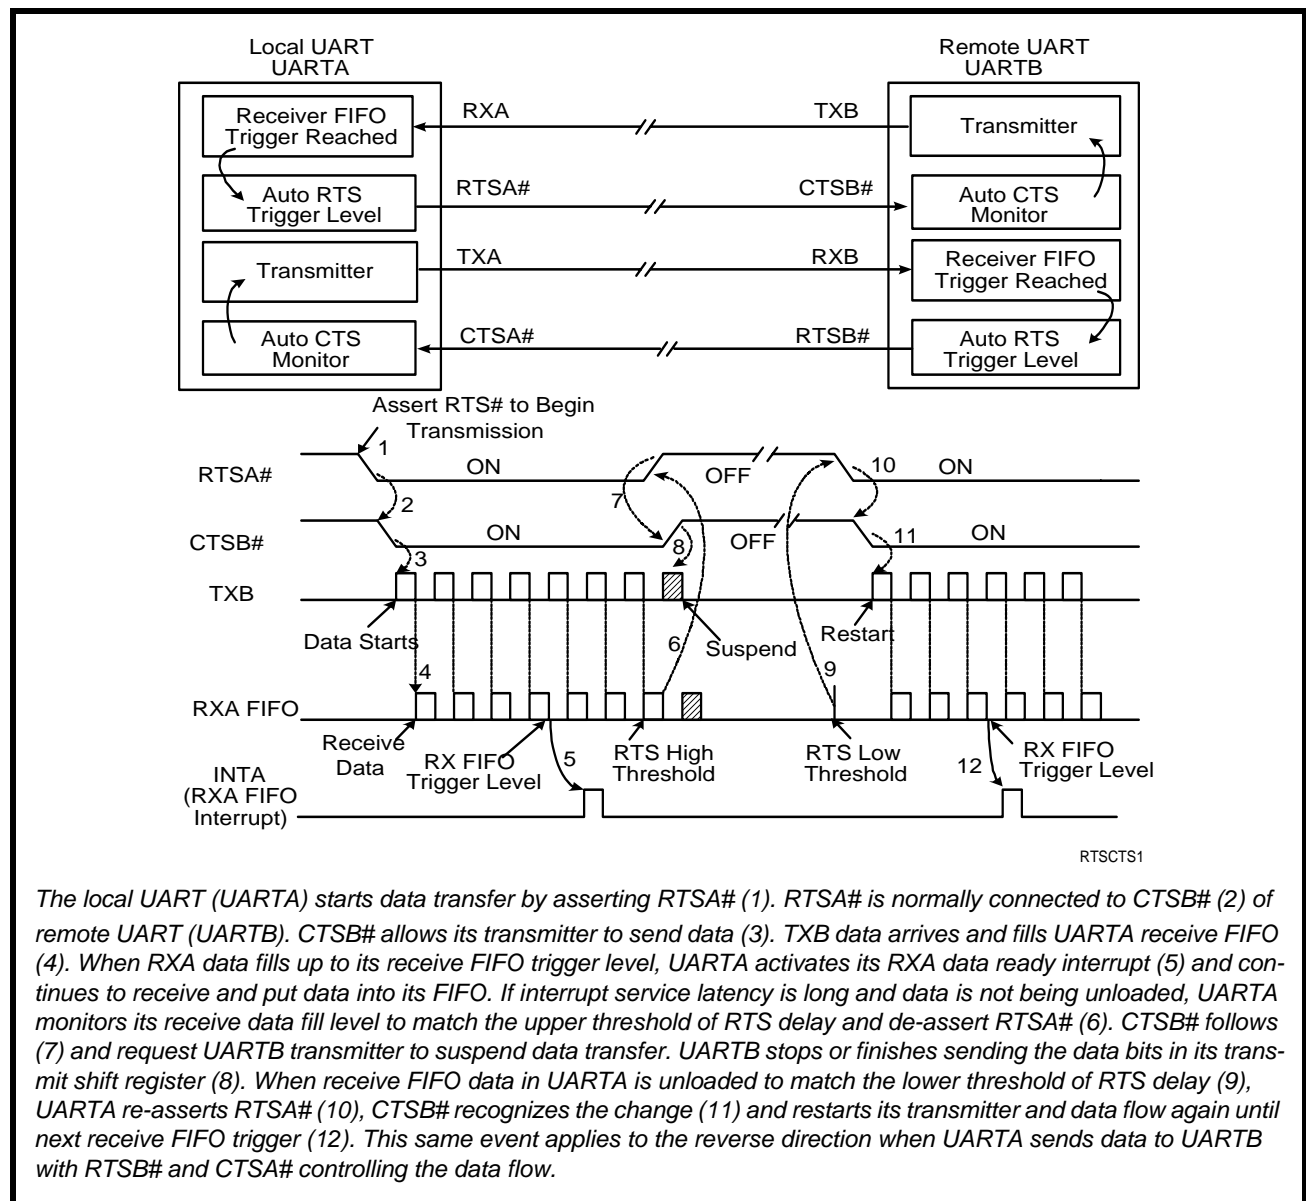 Local UART
UARTA
Remote UART
UARTB
Receiver FIFO
Trigger Reached
RXA
TXB
Transmitter
Auto RTS
Trigger Level
RTSA#
CTSB#
Auto CTS
Monitor
Transmitter
TXA
RXB
Receiver FIFO
Trigger Reached
Auto CTS
Monitor
CTSA#
RTSB#
Auto RTS
Trigger Level
Assert RTS# to Begin
Transmission
1
RTSA#
ON
OFF
10
ON
2
7
CTSB#
ON
8
OFF
11
ON
3
TXB
Data Starts
6
Suspend
Restart
4
9
RXA FIFO
Receive
Data
RX FIFO
Trigger Level
5
RTS High
Threshold
RTS Low
Threshold
12
RX FIFO
Trigger Level
INTA
(RXA FIFO
Interrupt)
RTSCTS1
The local UART (UARTA) starts data transfer by asserting RTSA# (1). RTSA# is normally connected to CTSB# (2) of
remote UART (UARTB). CTSB# allows its transmitter to send data (3). TXB data arrives and fills UARTA receive FIFO
(4). When RXA data fills up to its receive FIFO trigger level, UARTA activates its RXA data ready interrupt (5) and con-
tinues to receive and put data into its FIFO. If interrupt service latency is long and data is not being unloaded, UARTA
monitors its receive data fill level to match the upper threshold of RTS delay and de-assert RTSA# (6). CTSB# follows
(7) and request UARTB transmitter to suspend data transfer. UARTB stops or finishes sending the data bits in its trans-
mit shift register (8). When receive FIFO data in UARTA is unloaded to match the lower threshold of RTS delay (9),
UARTA re-asserts RTSA# (10), CTSB# recognizes the change (11) and restarts its transmitter and data flow again until
next receive FIFO trigger (12). This same event applies to the reverse direction when UARTA sends data to UARTB
with RTSB# and CTSA# controlling the data flow.